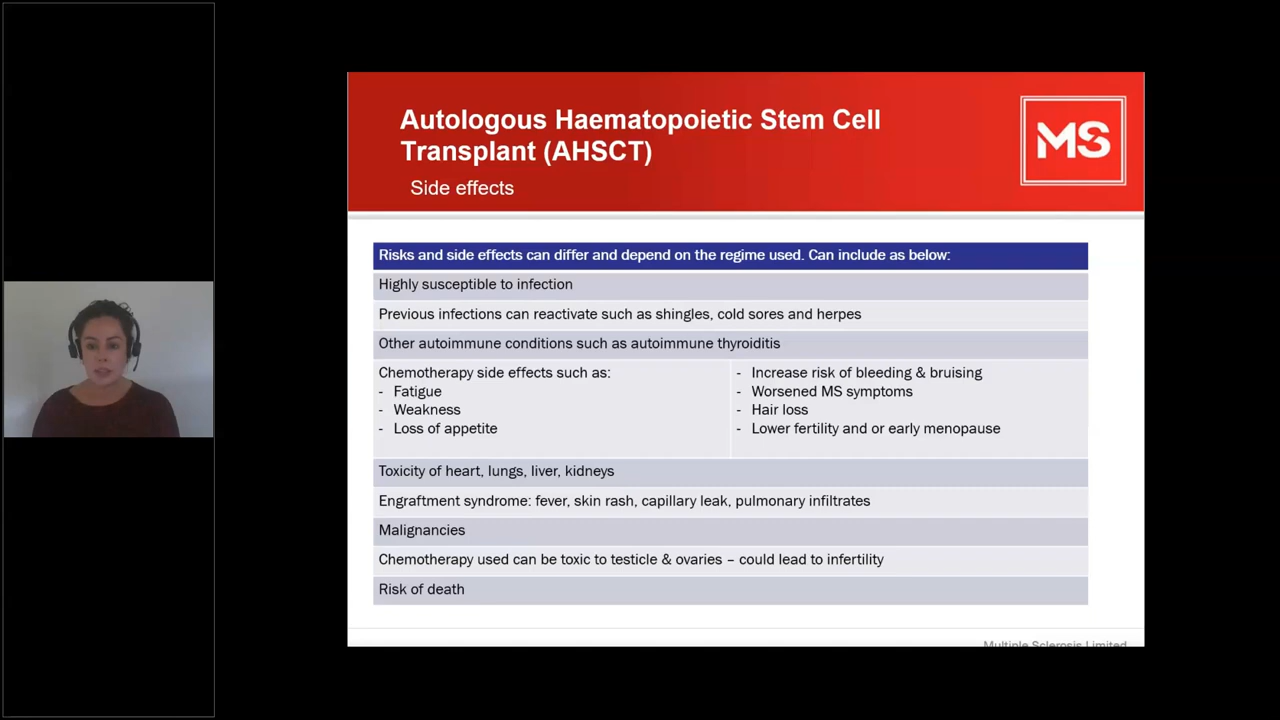 Autologous Haematopoietic Stem Cell
Transplant (AHSCT)
Side effects
MS
Risks and side effects can differ and depend on the regime used. Can include as below:
Highly susceptible to infection
Previous infections can reactivate such as shingles, cold sores and herpes
Other autoimmune conditions such as autoimmune thyroiditis
Chemotherapy side effects such as:
- Fatigue
- Weakness
- Loss of appetite
- Increase risk of bleeding & bruising
- Worsened MS symptoms
- Hair loss
- Lower fertility and or early menopause
Toxicity of heart, lungs, liver, kidneys
Engraftment syndrome: fever, skin rash, capillary leak, pulmonary infiltrates
Malignancies
Chemotherapy used can be toxic to testicle & ovaries – could lead to infertility
Risk of death
Multiple Sclerosis Limited